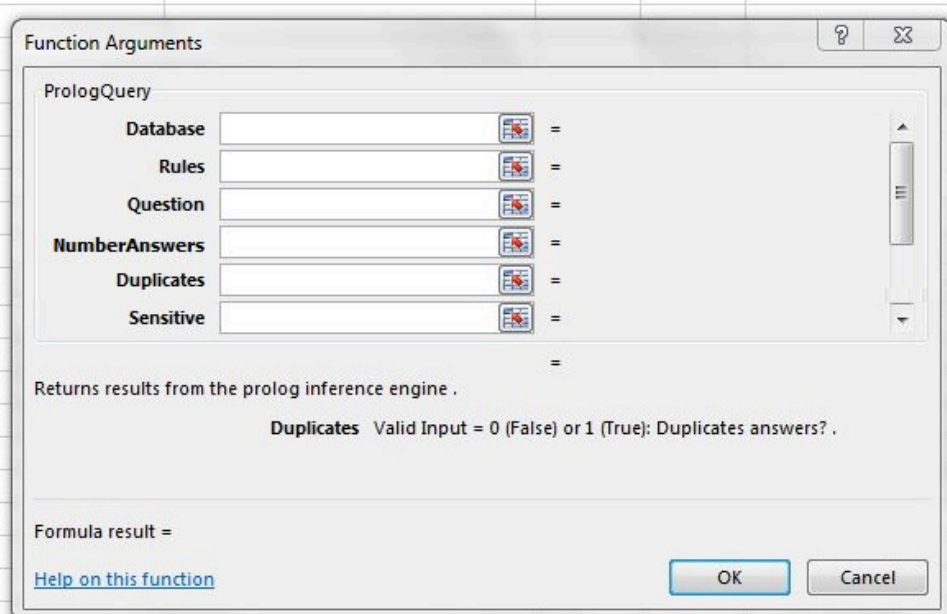 Function Arguments
PrologQuery
Database =
Rules =
Question =
NumberAnswers =
Duplicates =
Sensitive =
=
Returns results from the prolog inference engine .
Duplicates Valid Input = 0 (False) or 1 (True): Duplicates answers? .
Formula result =
Help on this function
OK Cancel